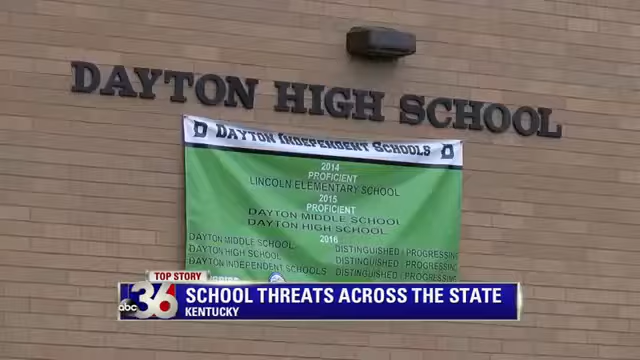 DAYTON HIGH SCHOOL
D DAYTON INDEPENDENT SCHOOLS D
2014
PROFICIENT
LINCOLN ELEMENTARY SCHOOL
2015
PROFICIENT
DAYTON MIDDLE SCHOOL
DAYTON HIGH SCHOOL
2016
DAYTON MIDDLE SCHOOL DISTINGUISHED / PROGRESSING
DAYTON HIGH SCHOOL DISTINGUISHED / PROGRESSING
DAYTON INDEPENDENT SCHOOLS DISTINGUISHED / PROGRESSING
TOP STORY
abc 36 SCHOOL THREATS ACROSS THE STATE
KENTUCKY